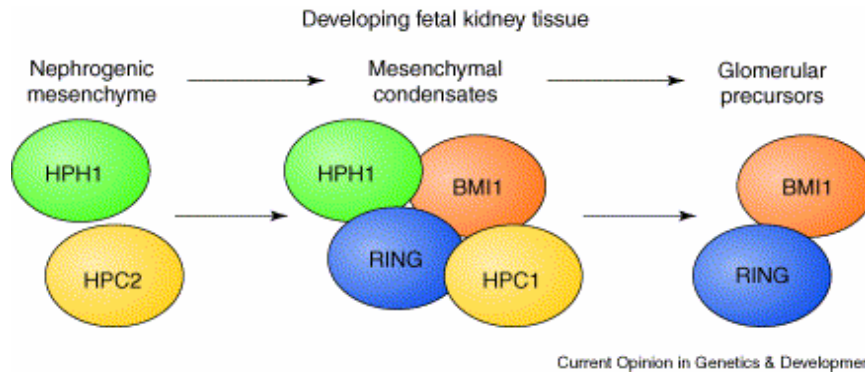 Developing fetal kidney tissue
Nephrogenic
mesenchyme
Mesenchymal
condensates
Glomerular
precursors
HPH1
HPC2
HPH1
BMI1
RING
HPC1
BMI1
RING
Current Opinion in Genetics & Development